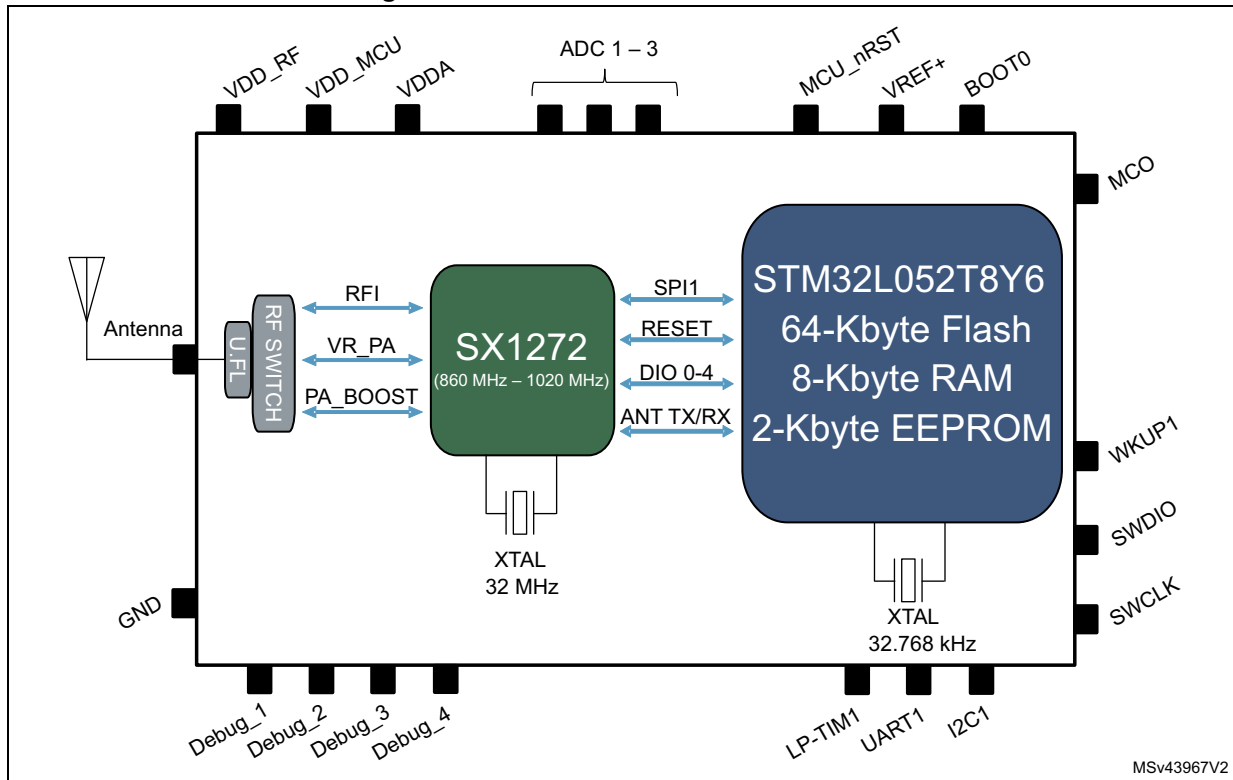 ADC 1 – 3
VDD_RF
VDD_MCU
VDDA
MCU_nRST
VREF+
BOOT0
MCO
Antenna
U.FL
RF SWITCH
RFI
VR_PA
PA_BOOST
SX1272
(860 MHz – 1020 MHz)
SPI1
RESET
DIO 0-4
ANT TX/RX
STM32L052T8Y6
64-Kbyte Flash
8-Kbyte RAM
2-Kbyte EEPROM
WKUP1
SWDIO
SWCLK
XTAL
32 MHz
XTAL
32.768 kHz
GND
Debug_1
Debug_2
Debug_3
Debug_4
LP-TIM1
UART1
I2C1
MSv43967V2